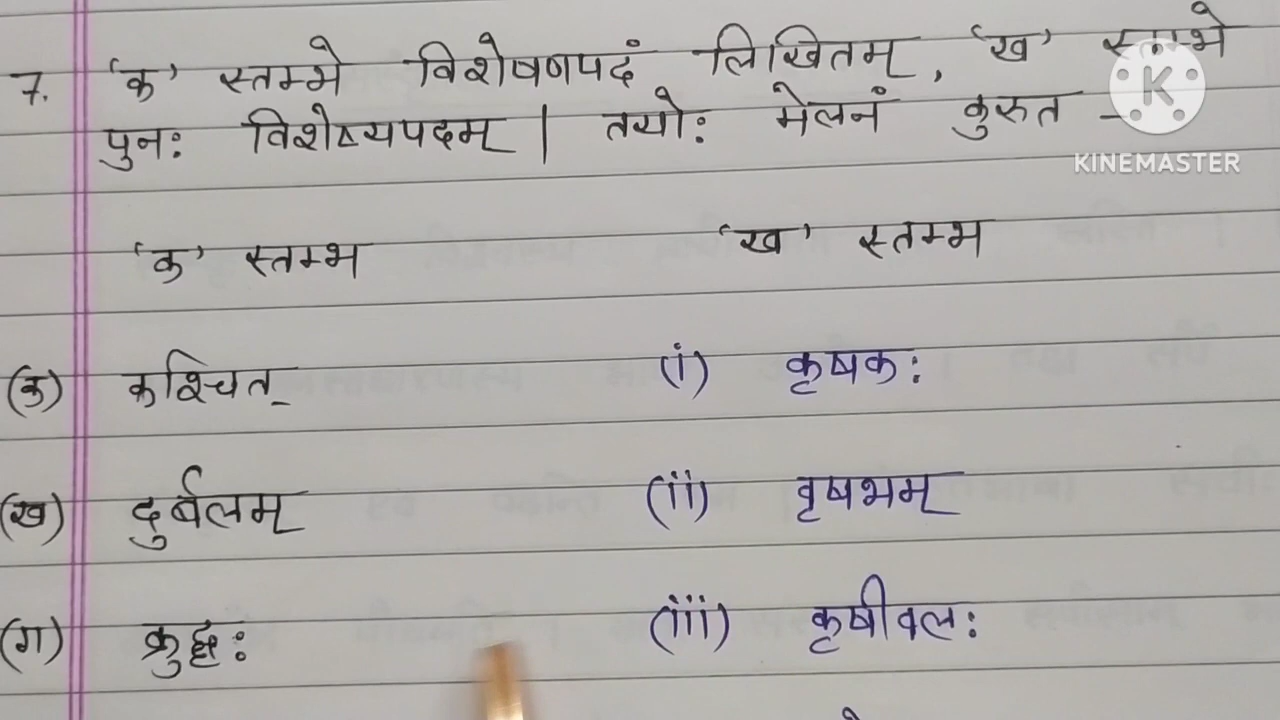 7. 'क' स्तम्भे विशेषणपदं लिखितम्, 'ख' स्तम्भे
पुनः विशेष्यपदम् | तयोः मेलनं कुरुत -
K
KINEMASTER
'क' स्तम्भ 'ख' स्तम्भ
(क) कश्चित् (i) कृषकः
(ख) दुर्बलम् (ii) वृषभम्
(ग) क्रुद्धः (iii) कृषीवलः